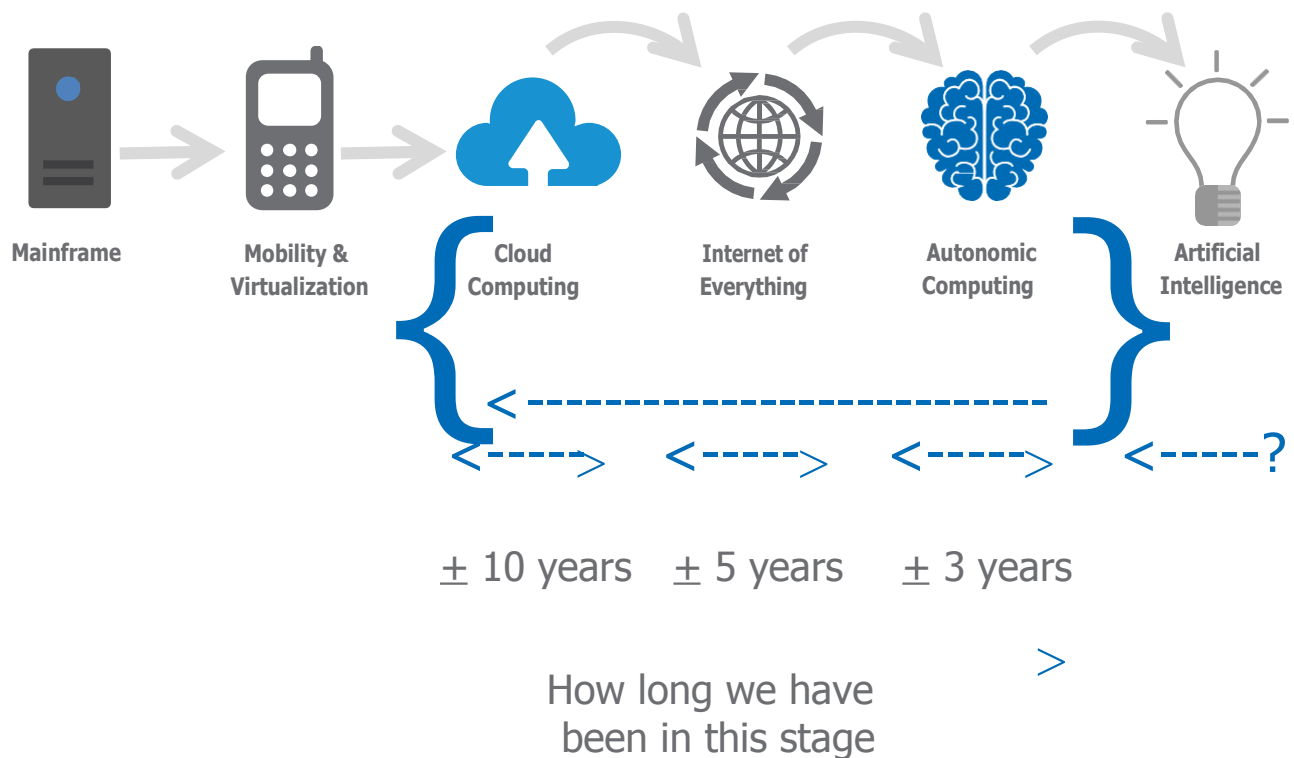 Mainframe
Mobility &
Virtualization
Cloud
Computing
Internet of
Everything
Autonomic
Computing
Artificial
Intelligence
{ }
< ----------------------
<-----> <-----> <-----> <-----?
± 10 years ± 5 years ± 3 years
>
How long we have
been in this stage